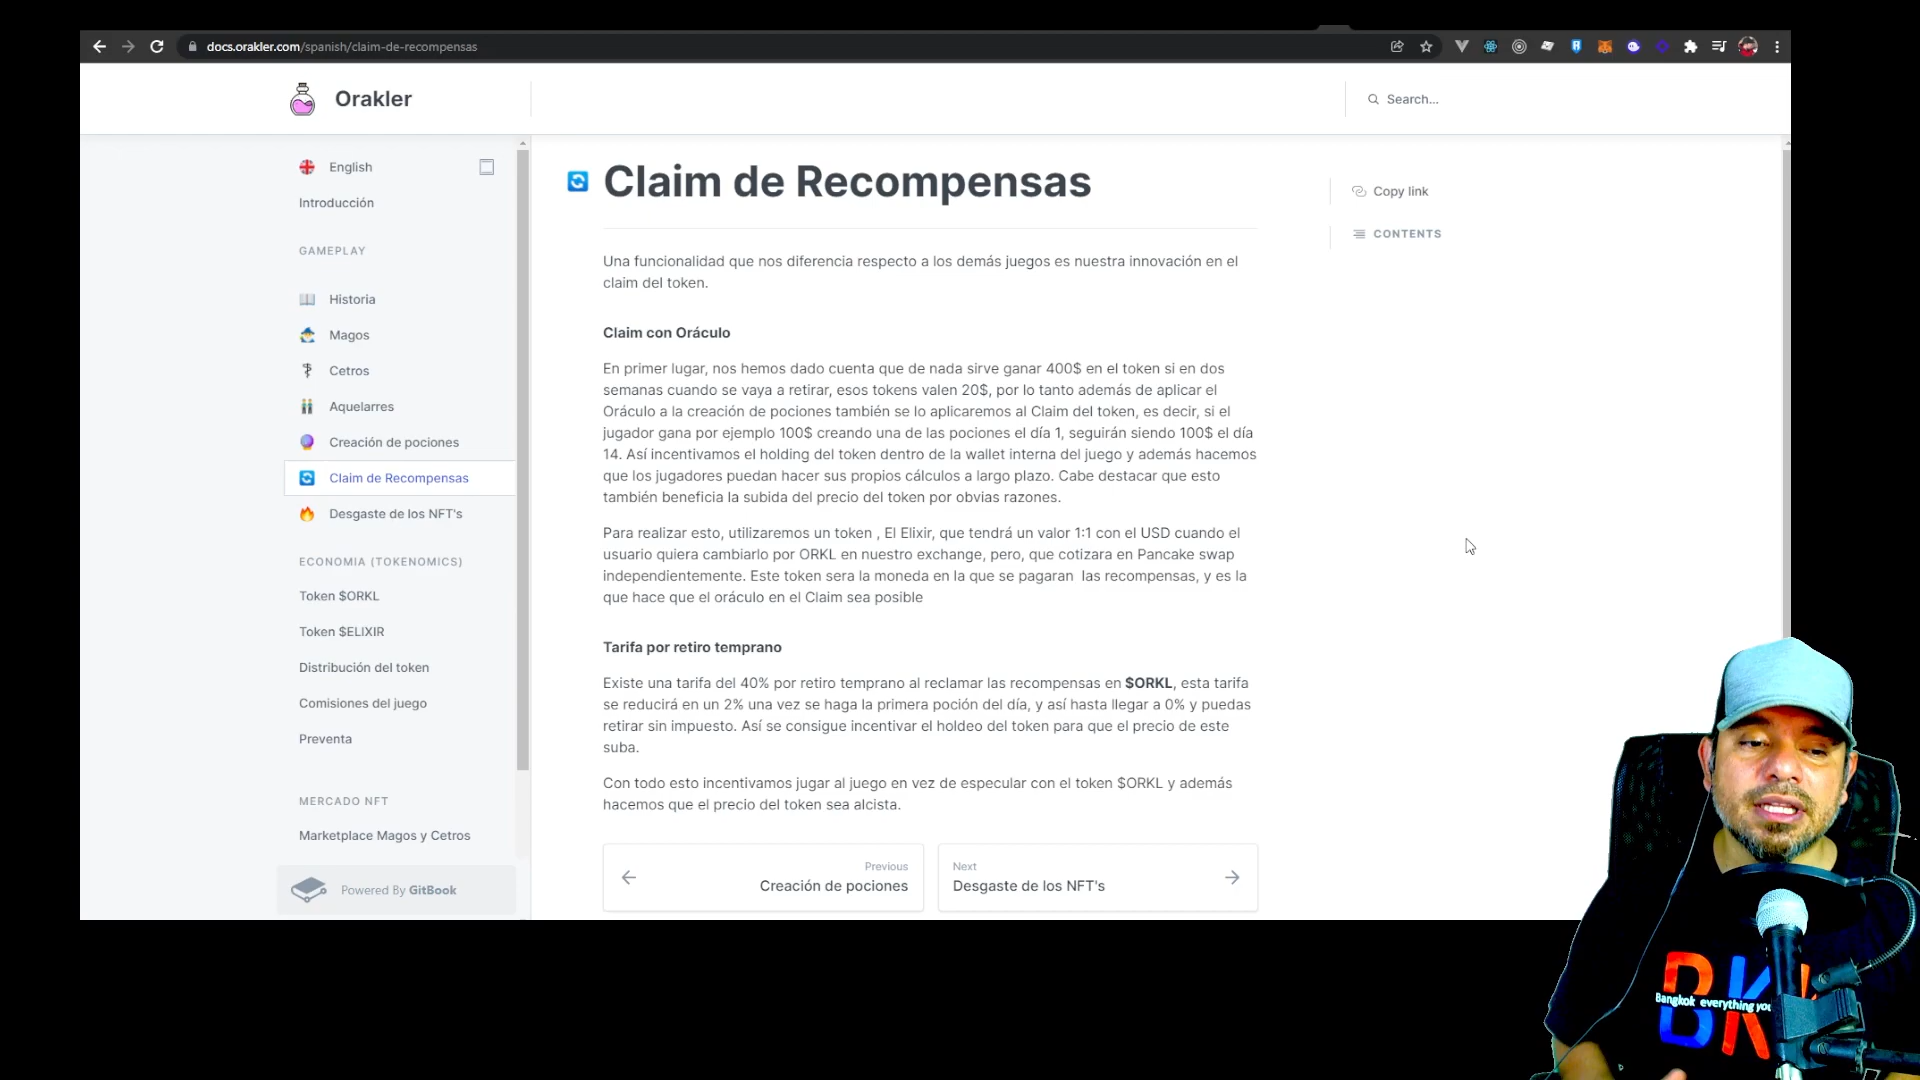 docs.orakler.com/spanish/claim-de-recompensas
Orakler
Search...
English
Introducción
GAMEPLAY
Historia
Magos
Cetros
Aquelarres
Creación de pociones
Claim de Recompensas
Desgaste de los NFT's
ECONOMIA (TOKENOMICS)
Token $ORKL
Token $ELIXIR
Distribución del token
Comisiones del juego
Preventa
MERCADO NFT
Marketplace Magos y Cetros
Powered By GitBook
Claim de Recompensas
Una funcionalidad que nos diferencia respecto a los demás juegos es nuestra innovación en el
claim del token.
Claim con Oráculo
En primer lugar, nos hemos dado cuenta que de nada sirve ganar 400$ en el token si en dos
semanas cuando se vaya a retirar, esos tokens valen 20$, por lo tanto además de aplicar el
Oráculo a la creación de pociones también se lo aplicaremos al Claim del token, es decir, si el
jugador gana por ejemplo 100$ creando una de las pociones el día 1, seguirán siendo 100$ el día
14. Así incentivamos el holding del token dentro de la wallet interna del juego y además hacemos
que los jugadores puedan hacer sus propios cálculos a largo plazo. Cabe destacar que esto
también beneficia la subida del precio del token por obvias razones.
Para realizar esto, utilizaremos un token , El Elixir, que tendrá un valor 1:1 con el USD cuando el
usuario quiera cambiarlo por ORKL en nuestro exchange, pero, que cotizara en Pancake swap
independientemente. Este token sera la moneda en la que se pagaran las recompensas, y es la
que hace que el oráculo en el Claim sea posible
Tarifa por retiro temprano
Existe una tarifa del 40% por retiro temprano al reclamar las recompensas en $ORKL, esta tarifa
se reducirá en un 2% una vez se haga la primera poción del día, y así hasta llegar a 0% y puedas
retirar sin impuesto. Así se consigue incentivar el holdeo del token para que el precio de este
suba.
Con todo esto incentivamos jugar al juego en vez de especular con el token $ORKL y además
hacemos que el precio del token sea alcista.
Previous
Creación de pociones
Next
Desgaste de los NFT's
Copy link
CONTENTS
BK
Bangkok everything you